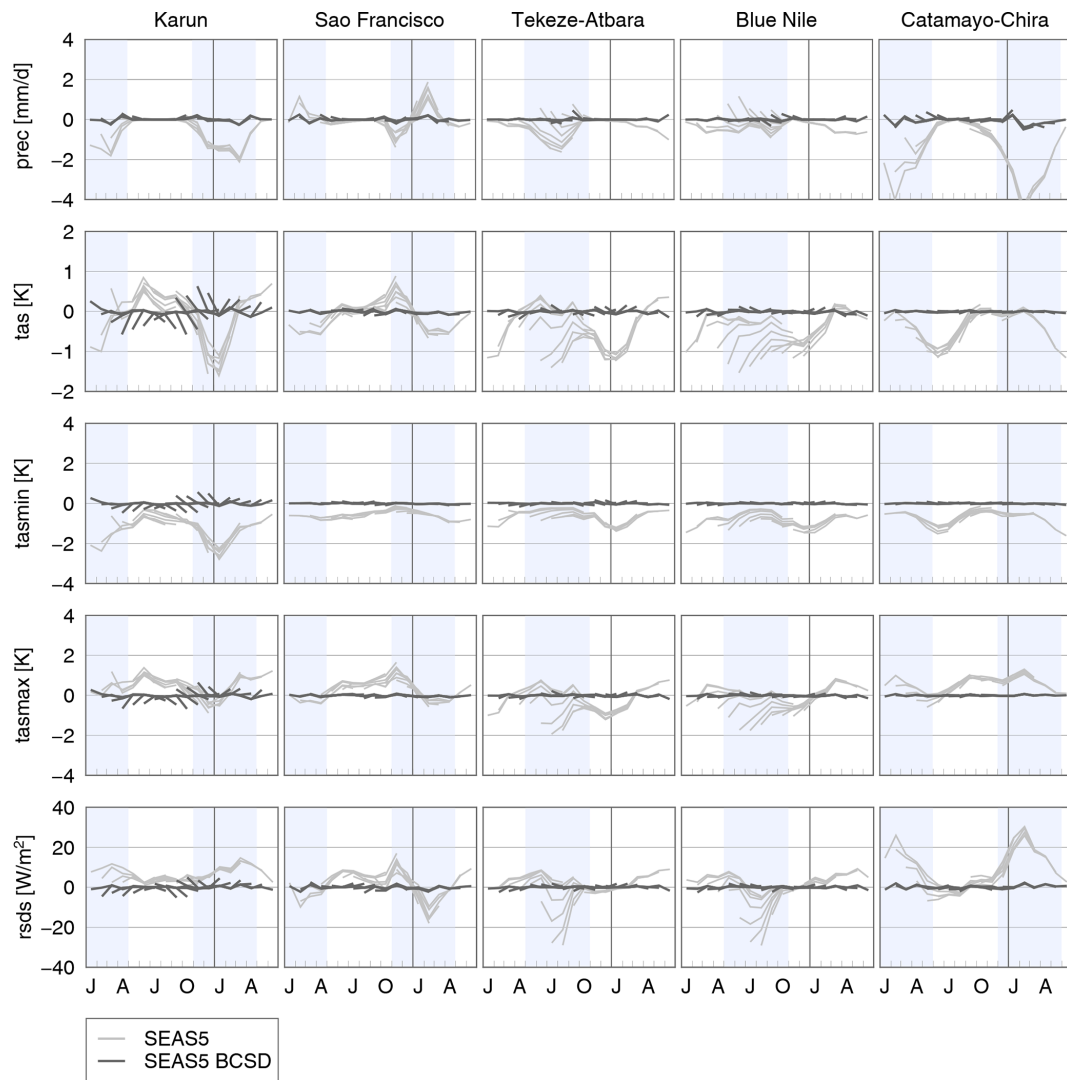 Karun Sao Francisco Tekeze-Atbara Blue Nile Catamayo-Chira
prec [mm/d]
4
2
0
−2
−4
tas [K]
2
1
0
−1
−2
tasmin [K]
4
2
0
−2
−4
tasmax [K]
4
2
0
−2
−4
rsds [W/m²]
40
20
0
−20
−40
J A J O J A J A J O J A J A J O J A J A J O J A J A J O J A
SEAS5
SEAS5 BCSD